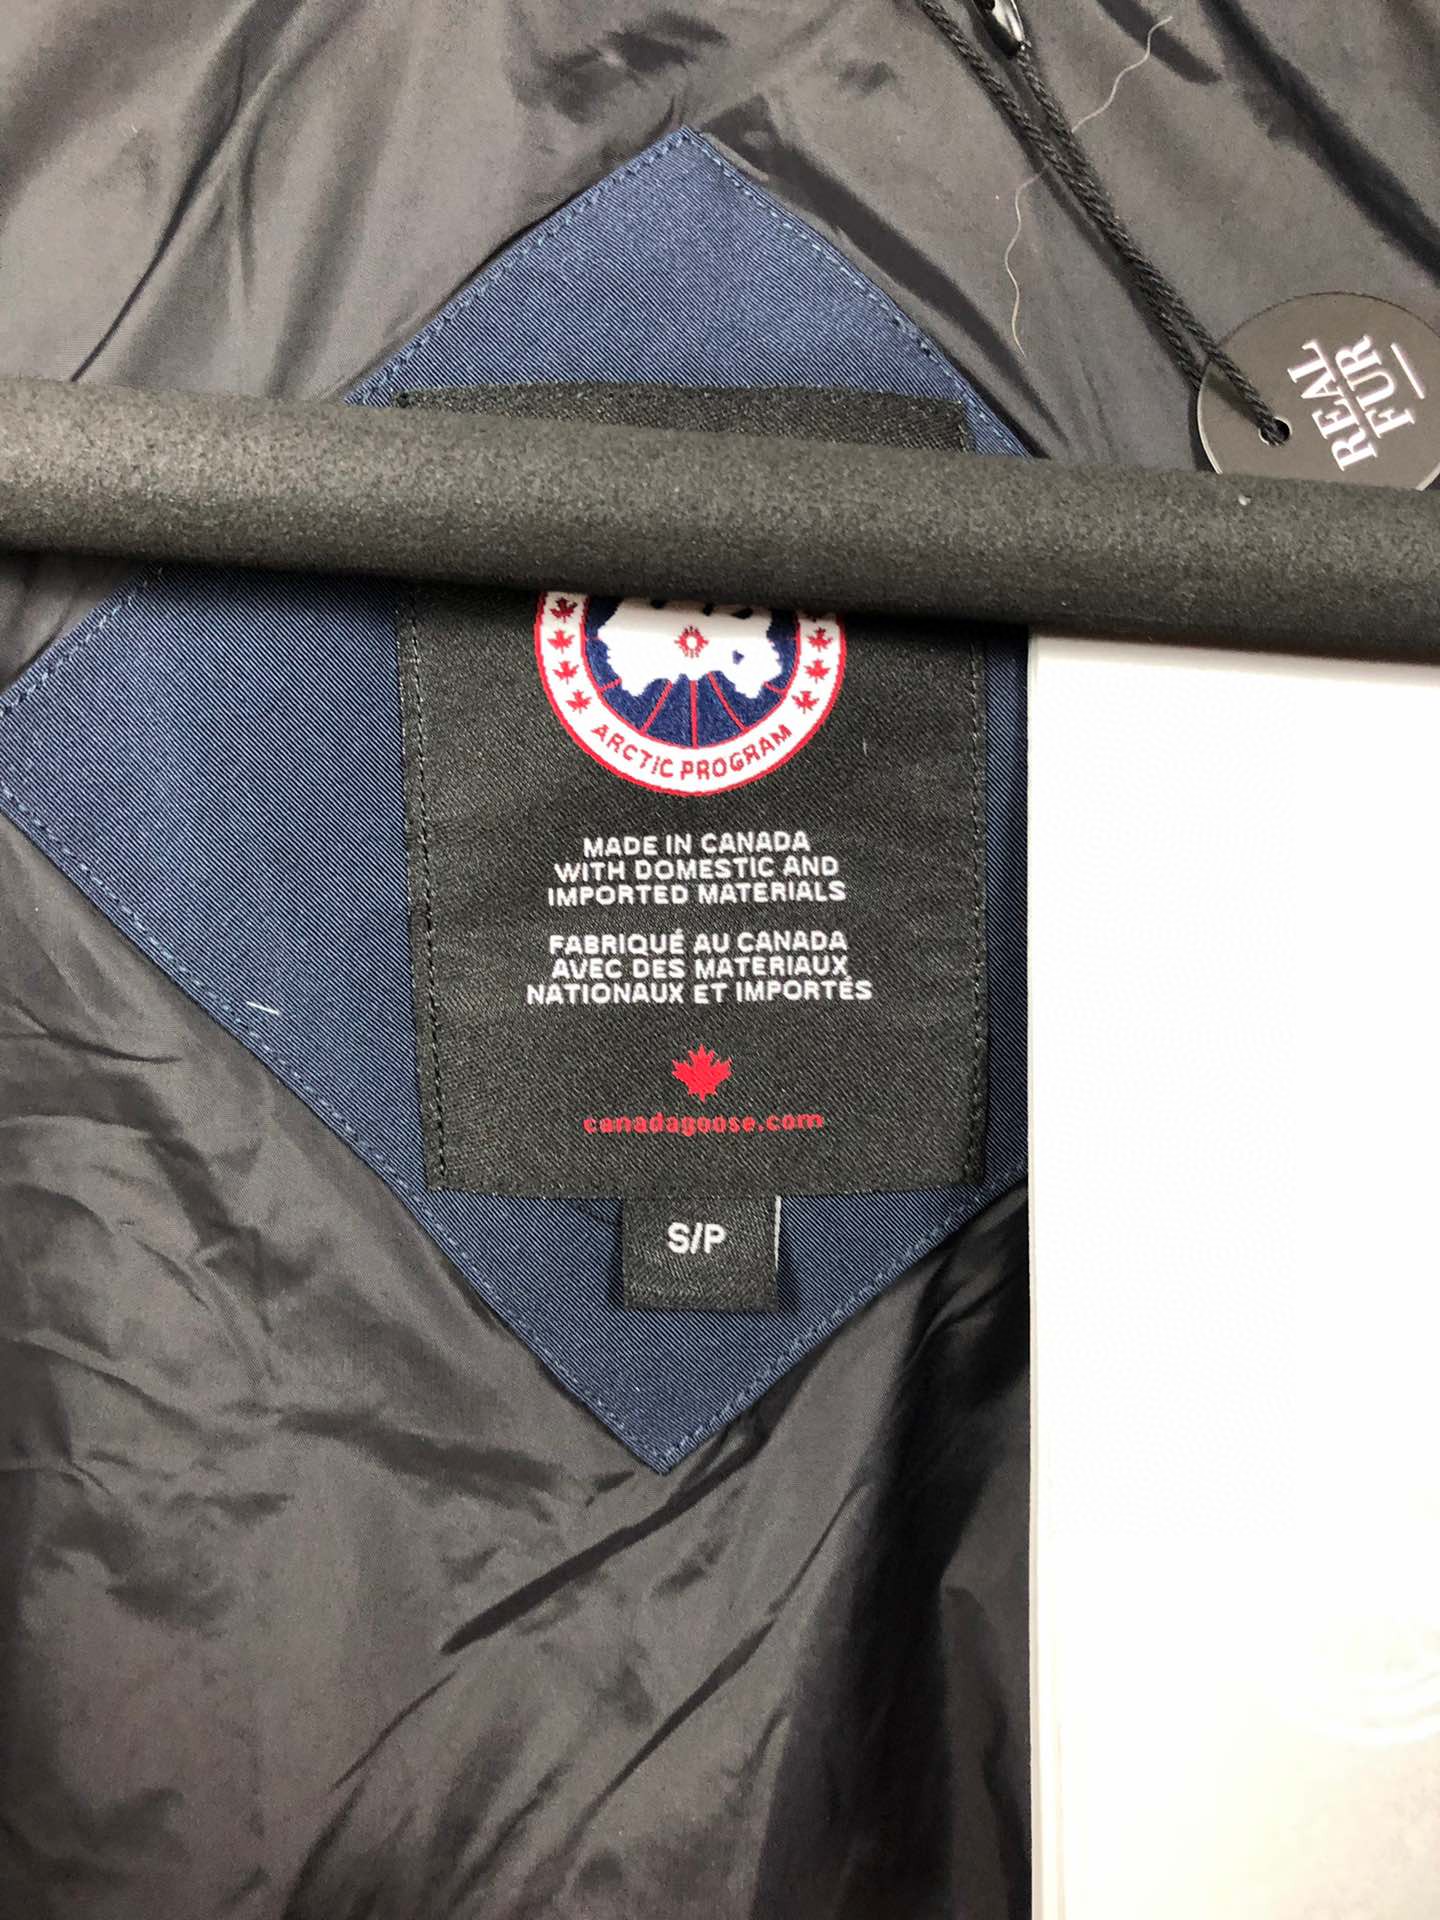 REAL
FUR
ARCTIC PROGRAM
MADE IN CANADA
WITH DOMESTIC AND
IMPORTED MATERIALS
FABRIQUÉ AU CANADA
AVEC DES MATERIAUX
NATIONAUX ET IMPORTÉS
canadagoose.com
S/P